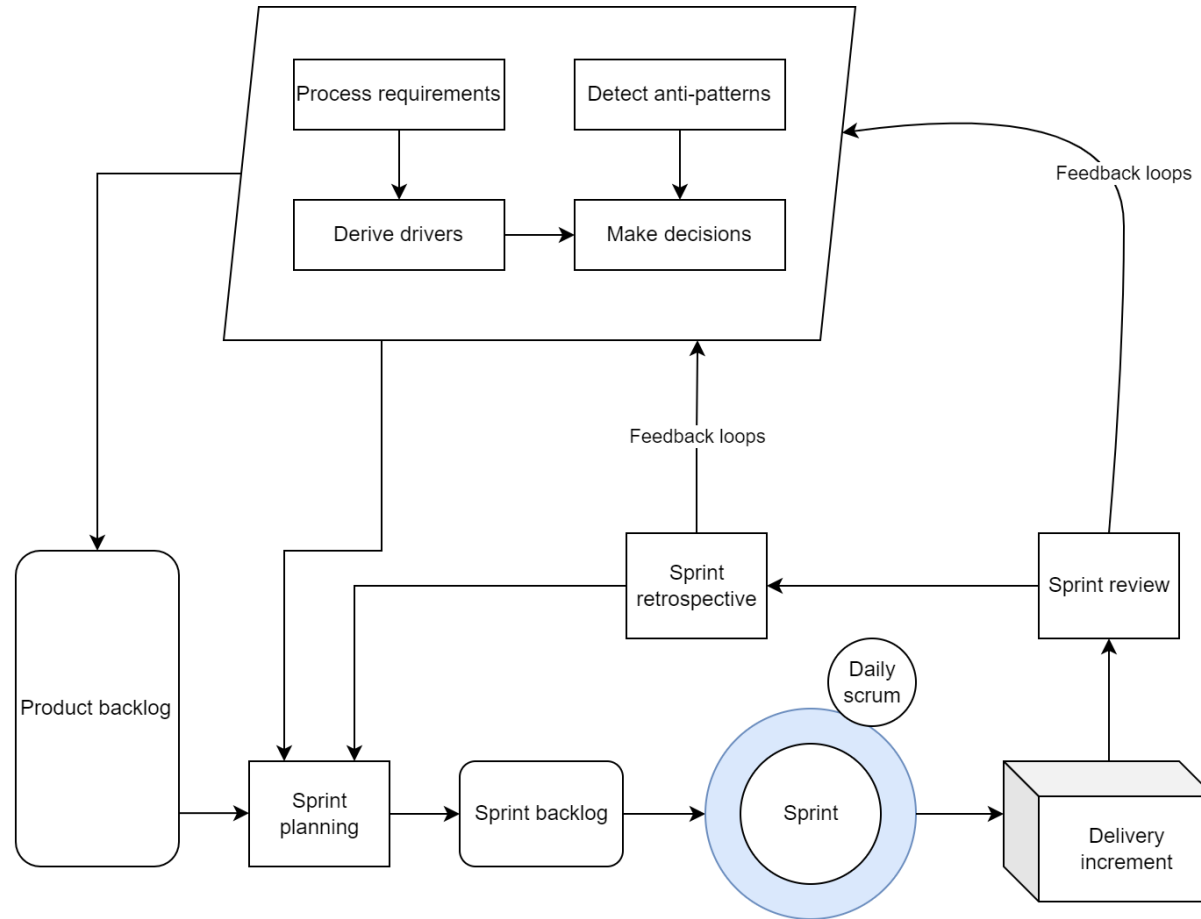 Process requirements
Detect anti-patterns
Derive drivers
Make decisions
Feedback loops
Feedback loops
Sprint
retrospective
Sprint review
Daily
scrum
Product backlog
Sprint
planning
Sprint backlog
Sprint
Delivery
increment